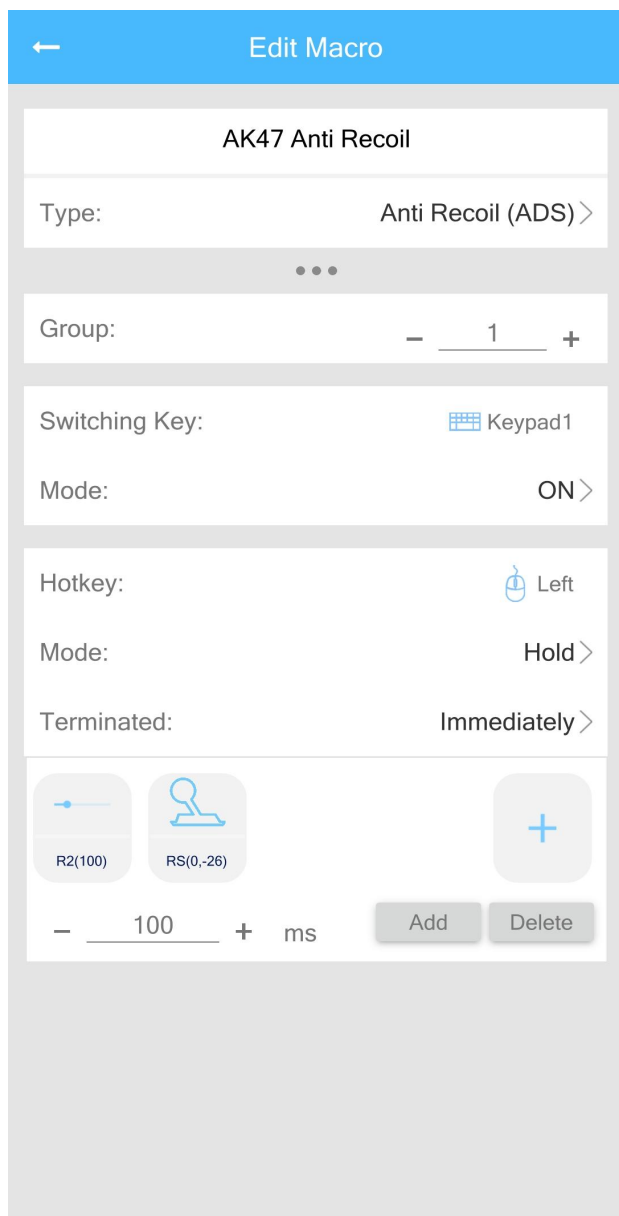 Edit Macro
AK47 Anti Recoil
Type: Anti Recoil (ADS)
Group: − 1 +
Switching Key: Keypad1
Mode: ON
Hotkey: Left
Mode: Hold
Terminated: Immediately
R2(100) RS(0,-26) +
− 100 + ms Add Delete